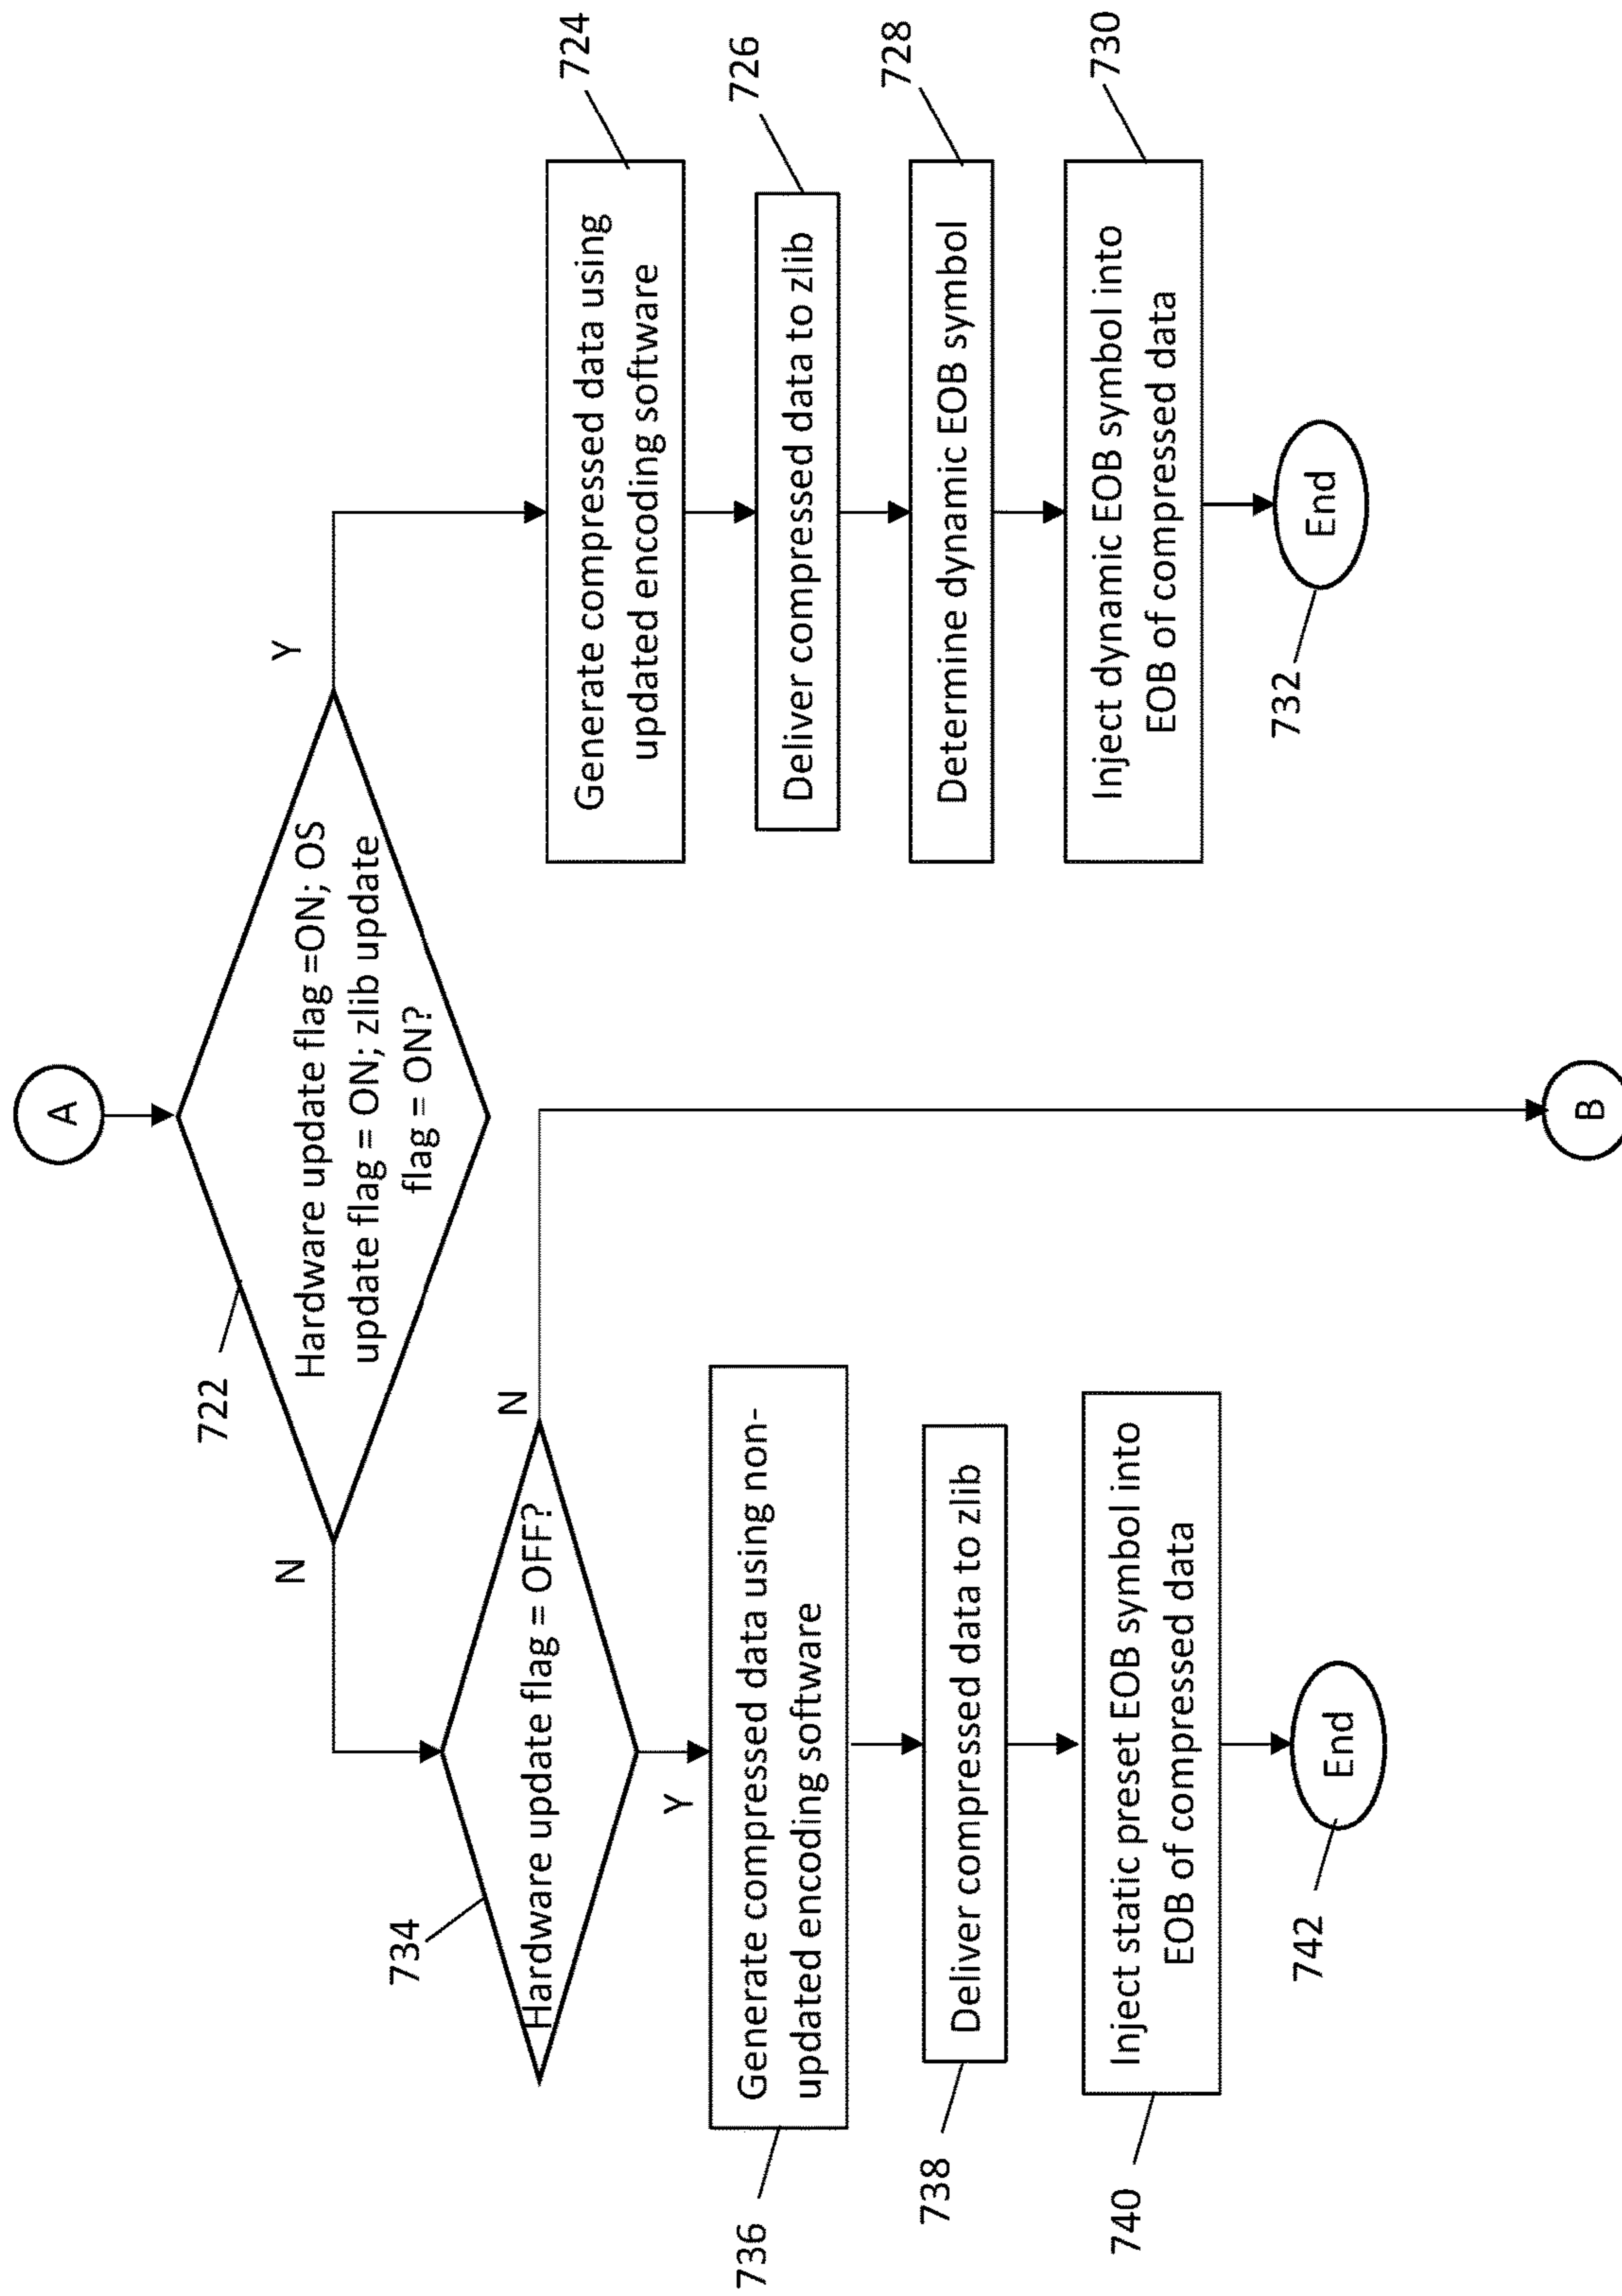 A
722
Hardware update flag =ON; OS
update flag = ON; zlib update
flag = ON?
Y
N
724
Generate compressed data using
updated encoding software
726
Deliver compressed data to zlib
728
Determine dynamic EOB symbol
730
Inject dynamic EOB symbol into
EOB of compressed data
732
End
734
Hardware update flag = OFF?
N
Y
736
Generate compressed data using non-
updated encoding software
738
Deliver compressed data to zlib
740
Inject static preset EOB symbol into
EOB of compressed data
742
End
B